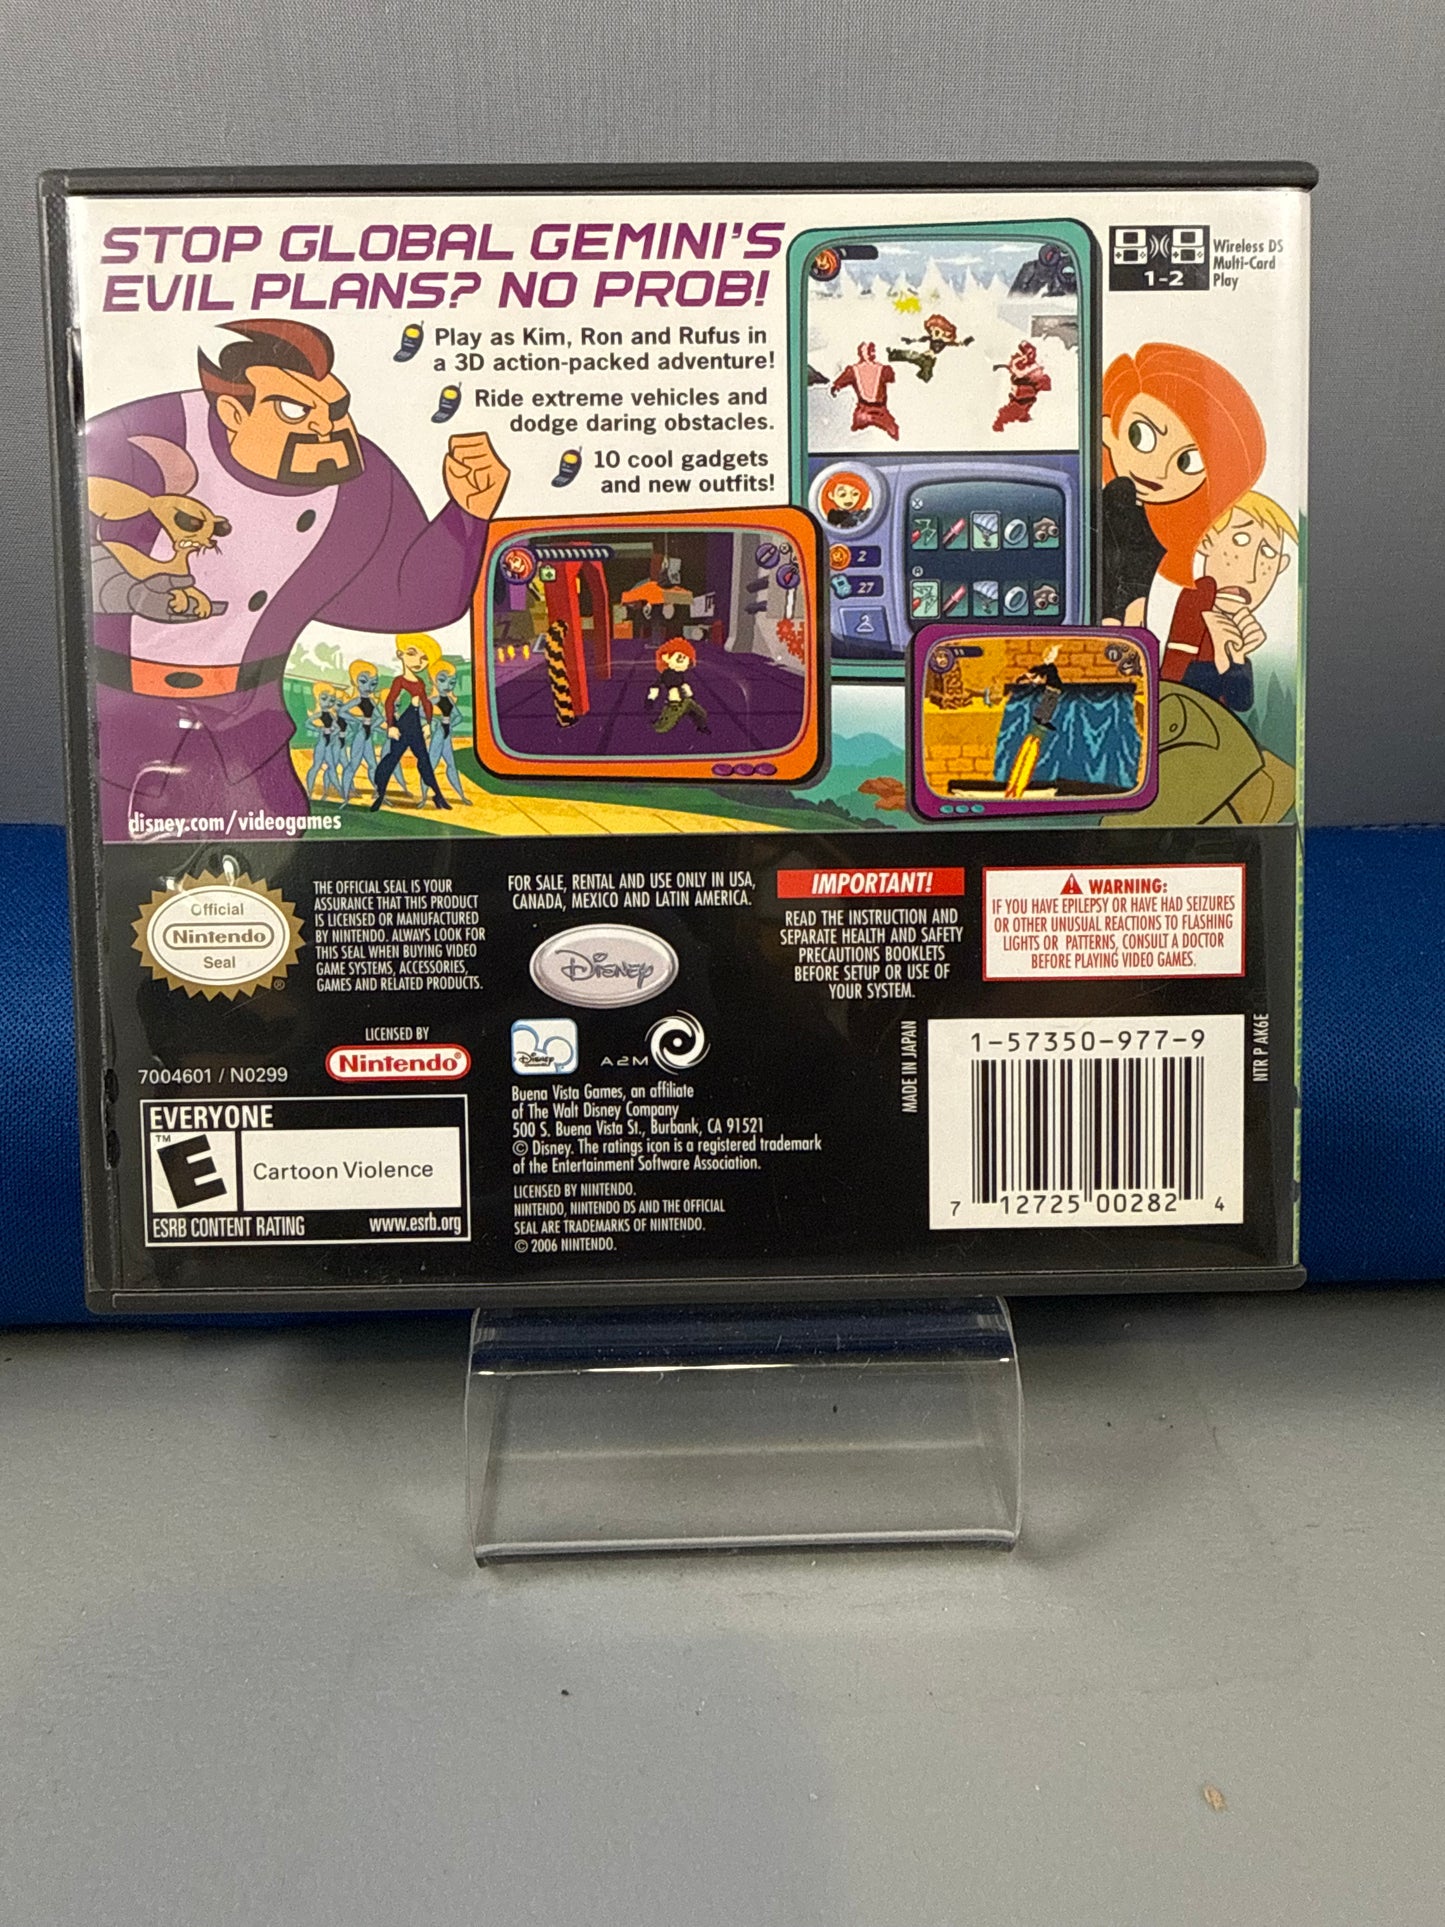 STOP GLOBAL GEMINI'S
EVIL PLANS? NO PROB!
Play as Kim, Ron and Rufus in
a 3D action-packed adventure!
Ride extreme vehicles and
dodge daring obstacles.
10 cool gadgets
and new outfits!
1-2
Wireless DS
Multi-Card
Play
2
27
2
disney.com/videogames
Official
Nintendo
Seal
®
THE OFFICIAL SEAL IS YOUR
ASSURANCE THAT THIS PRODUCT
IS LICENSED OR MANUFACTURED
BY NINTENDO. ALWAYS LOOK FOR
THIS SEAL WHEN BUYING VIDEO
GAME SYSTEMS, ACCESSORIES,
GAMES AND RELATED PRODUCTS.
LICENSED BY
Nintendo®
7004601 / N0299
EVERYONE
TM
E
Cartoon Violence
ESRB CONTENT RATING www.esrb.org
FOR SALE, RENTAL AND USE ONLY IN USA,
CANADA, MEXICO AND LATIN AMERICA.
Disney
Disney
A2M
Buena Vista Games, an affiliate
of The Walt Disney Company
500 S. Buena Vista St., Burbank, CA 91521
© Disney. The ratings icon is a registered trademark
of the Entertainment Software Association.
LICENSED BY NINTENDO.
NINTENDO, NINTENDO DS AND THE OFFICIAL
SEAL ARE TRADEMARKS OF NINTENDO.
© 2006 NINTENDO.
IMPORTANT!
READ THE INSTRUCTION AND
SEPARATE HEALTH AND SAFETY
PRECAUTIONS BOOKLETS
BEFORE SETUP OR USE OF
YOUR SYSTEM.
WARNING:
IF YOU HAVE EPILEPSY OR HAVE HAD SEIZURES
OR OTHER UNUSUAL REACTIONS TO FLASHING
LIGHTS OR PATTERNS, CONSULT A DOCTOR
BEFORE PLAYING VIDEO GAMES.
MADE IN JAPAN
1-57350-977-9
7 12725 00282 4
NTR P AK6E